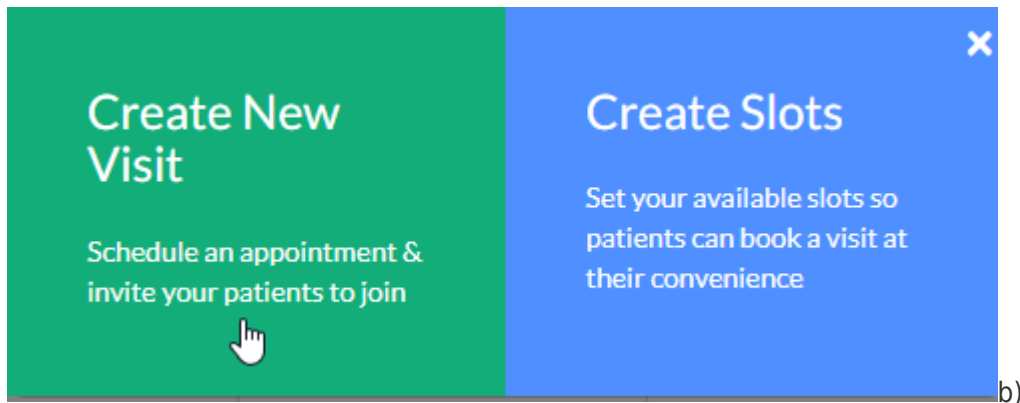 Create New
Visit
Schedule an appointment &
invite your patients to join
Create Slots
Set your available slots so
patients can book a visit at
their convenience
b)